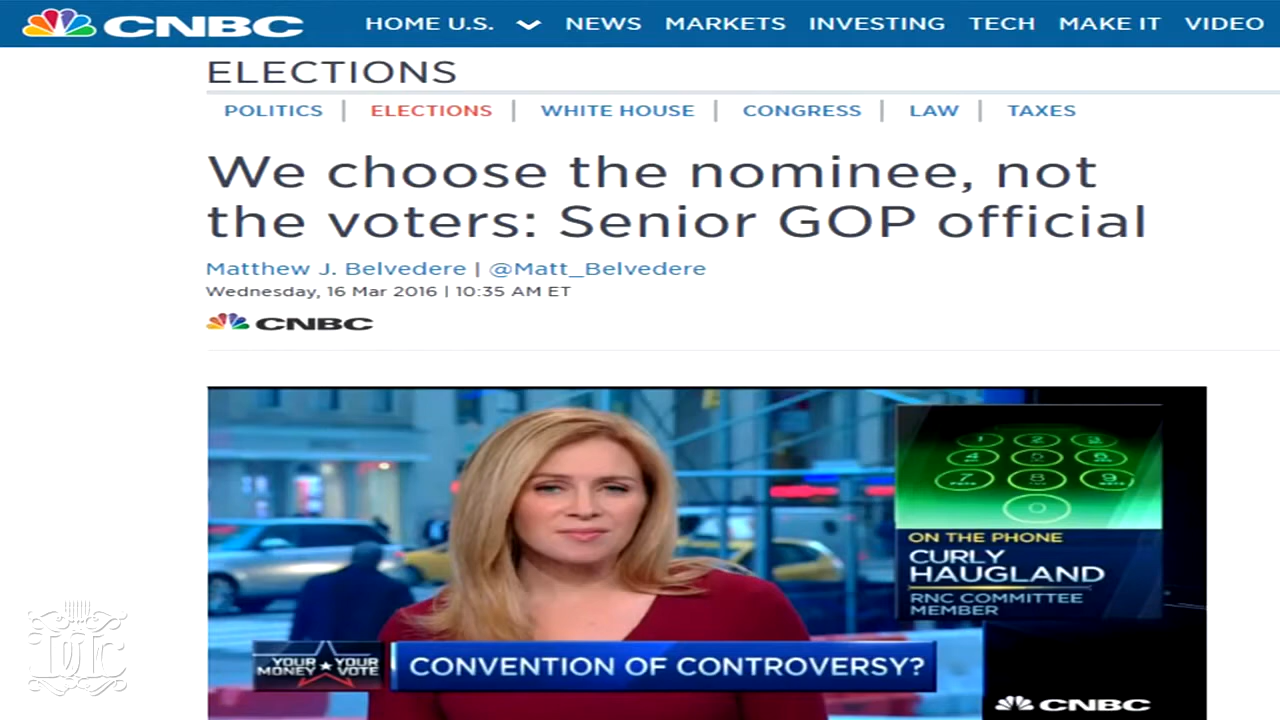 CNBC HOME U.S. NEWS MARKETS INVESTING TECH MAKE IT VIDEO
ELECTIONS
POLITICS | ELECTIONS | WHITE HOUSE | CONGRESS | LAW | TAXES
We choose the nominee, not
the voters: Senior GOP official
Matthew J. Belvedere | @Matt_Belvedere
Wednesday, 16 Mar 2016 | 10:35 AM ET
CNBC
1 2 3
4 5 6
7 8 9
0
ON THE PHONE
CURLY
HAUGLAND
RNC COMMITTEE
MEMBER
YOUR MONEY YOUR VOTE
CONVENTION OF CONTROVERSY?
CNBC